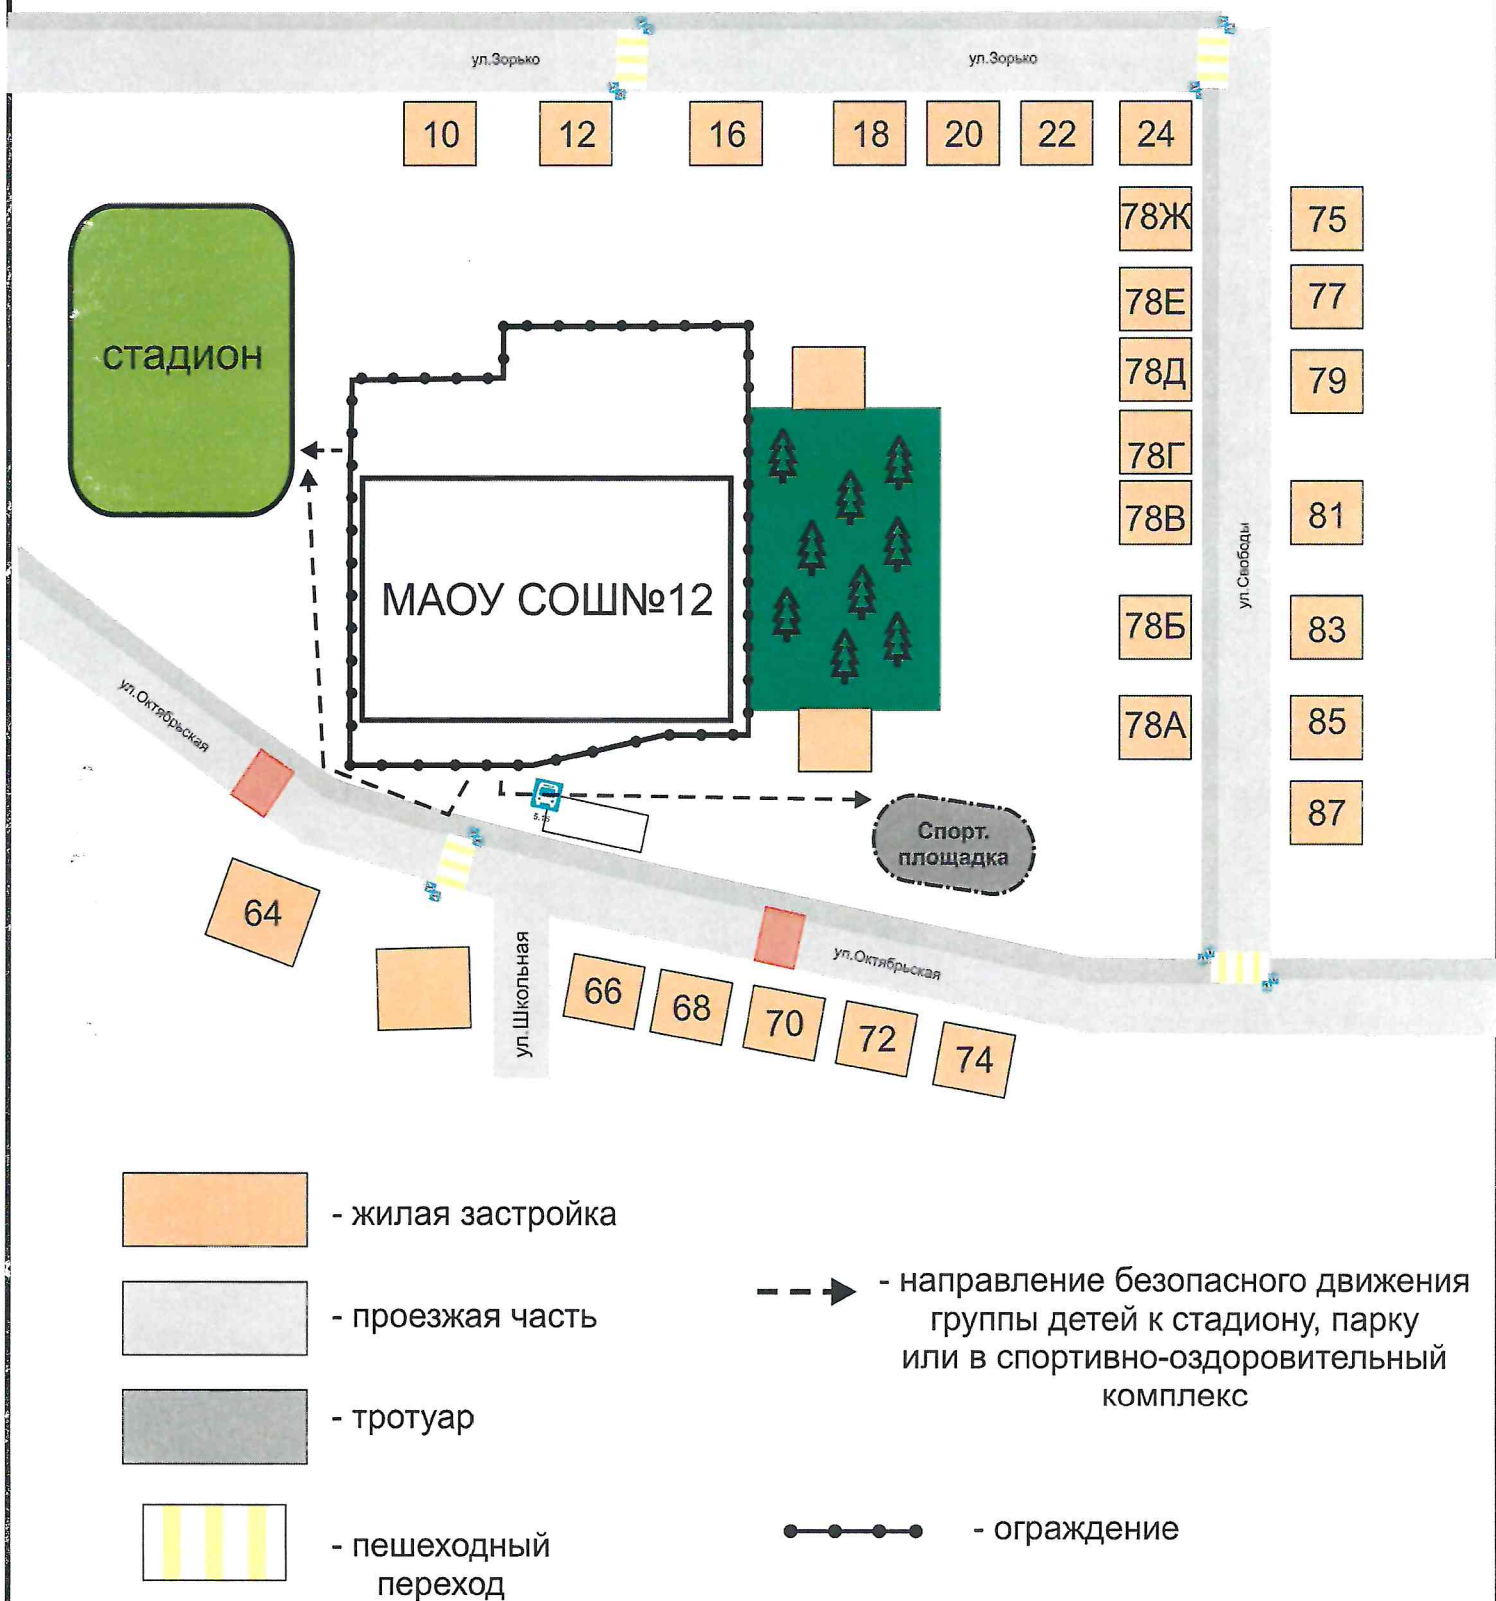 ул.Зорько
ул.Зорько
10
12
16
18
20
22
24
78Ж
75
78Е
77
стадион
78Д
79
78Г
78В
81
ул.Свободы
МАОУ СОШ№12
78Б
83
ул.Октябрьская
78А
85
5.16
87
Спорт.
площадка
64
ул.Школьная
ул.Октябрьская
66
68
70
72
74
- жилая застройка
- проезжая часть
- тротуар
- пешеходный
переход
- направление безопасного движения
группы детей к стадиону, парку
или в спортивно-оздоровительный
комплекс
- ограждение